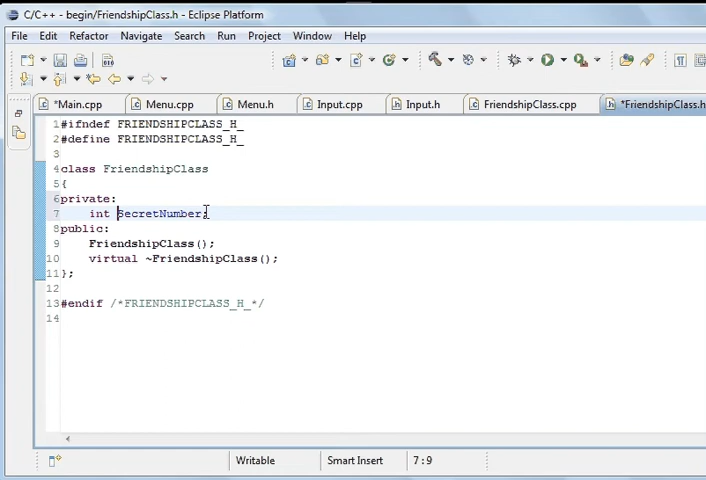 C/C++ - begin/FriendshipClass.h - Eclipse Platform
File Edit Refactor Navigate Search Run Project Window Help
*Main.cpp Menu.cpp Menu.h Input.cpp Input.h FriendshipClass.cpp *FriendshipClass.h
1 #ifndef FRIENDSHIPCLASS_H_
2 #define FRIENDSHIPCLASS_H_
3
4 class FriendshipClass
5 {
6 private:
7 int SecretNumber;
8 public:
9 FriendshipClass();
10 virtual ~FriendshipClass();
11 };
12
13 #endif /*FRIENDSHIPCLASS_H_*/
14
Writable Smart Insert 7:9